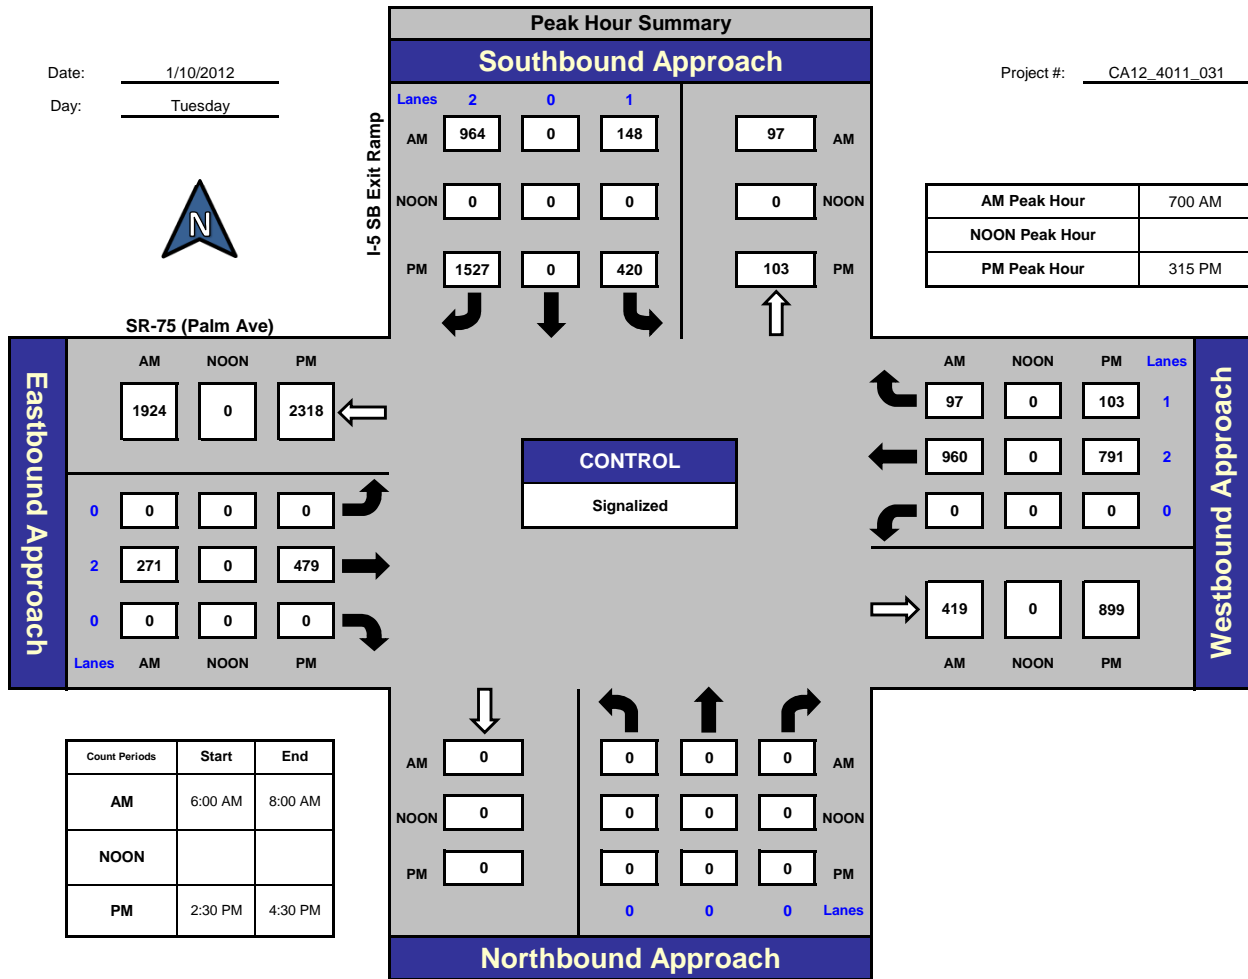 Peak Hour Summary
Southbound Approach
Date: 1/10/2012
Project #: CA12_4011_031
Day: Tuesday
I-5 SB Exit Ramp
Lanes 2 0 1
AM 964 0 148 97 AM
NOON 0 0 0 0 NOON
PM 1527 0 420 103 PM
N
AM Peak Hour 700 AM
NOON Peak Hour
PM Peak Hour 315 PM
SR-75 (Palm Ave)
Eastbound Approach
AM NOON PM
1924 0 2318
0 0 0 0
2 271 0 479
0 0 0 0
Lanes AM NOON PM
CONTROL
Signalized
AM NOON PM Lanes
97 0 103 1
960 0 791 2
0 0 0 0
419 0 899
AM NOON PM
Westbound Approach
Count Periods Start End
AM 6:00 AM 8:00 AM
NOON
PM 2:30 PM 4:30 PM
AM 0 0 0 0 AM
NOON 0 0 0 0 NOON
PM 0 0 0 0 PM
0 0 0 Lanes
Northbound Approach